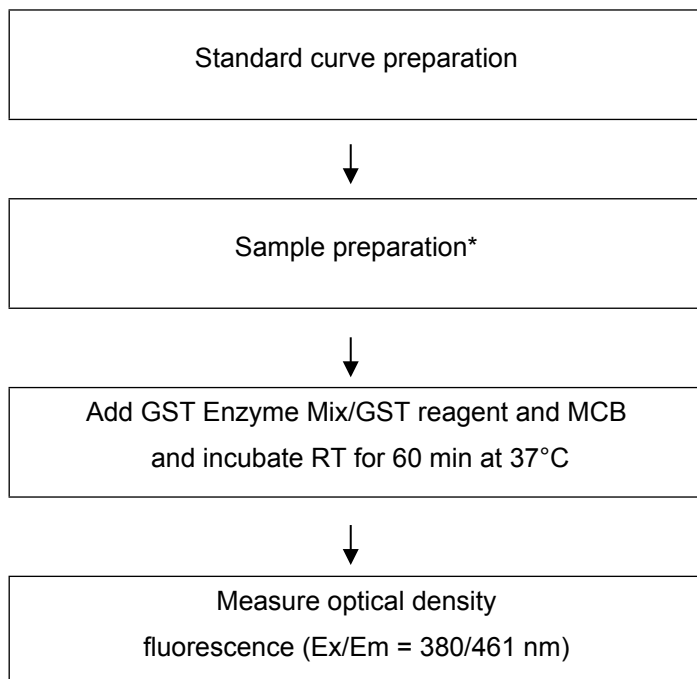 Standard curve preparation
Sample preparation*
Add GST Enzyme Mix/GST reagent and MCB
and incubate RT for 60 min at 37°C
Measure optical density
fluorescence (Ex/Em = 380/461 nm)